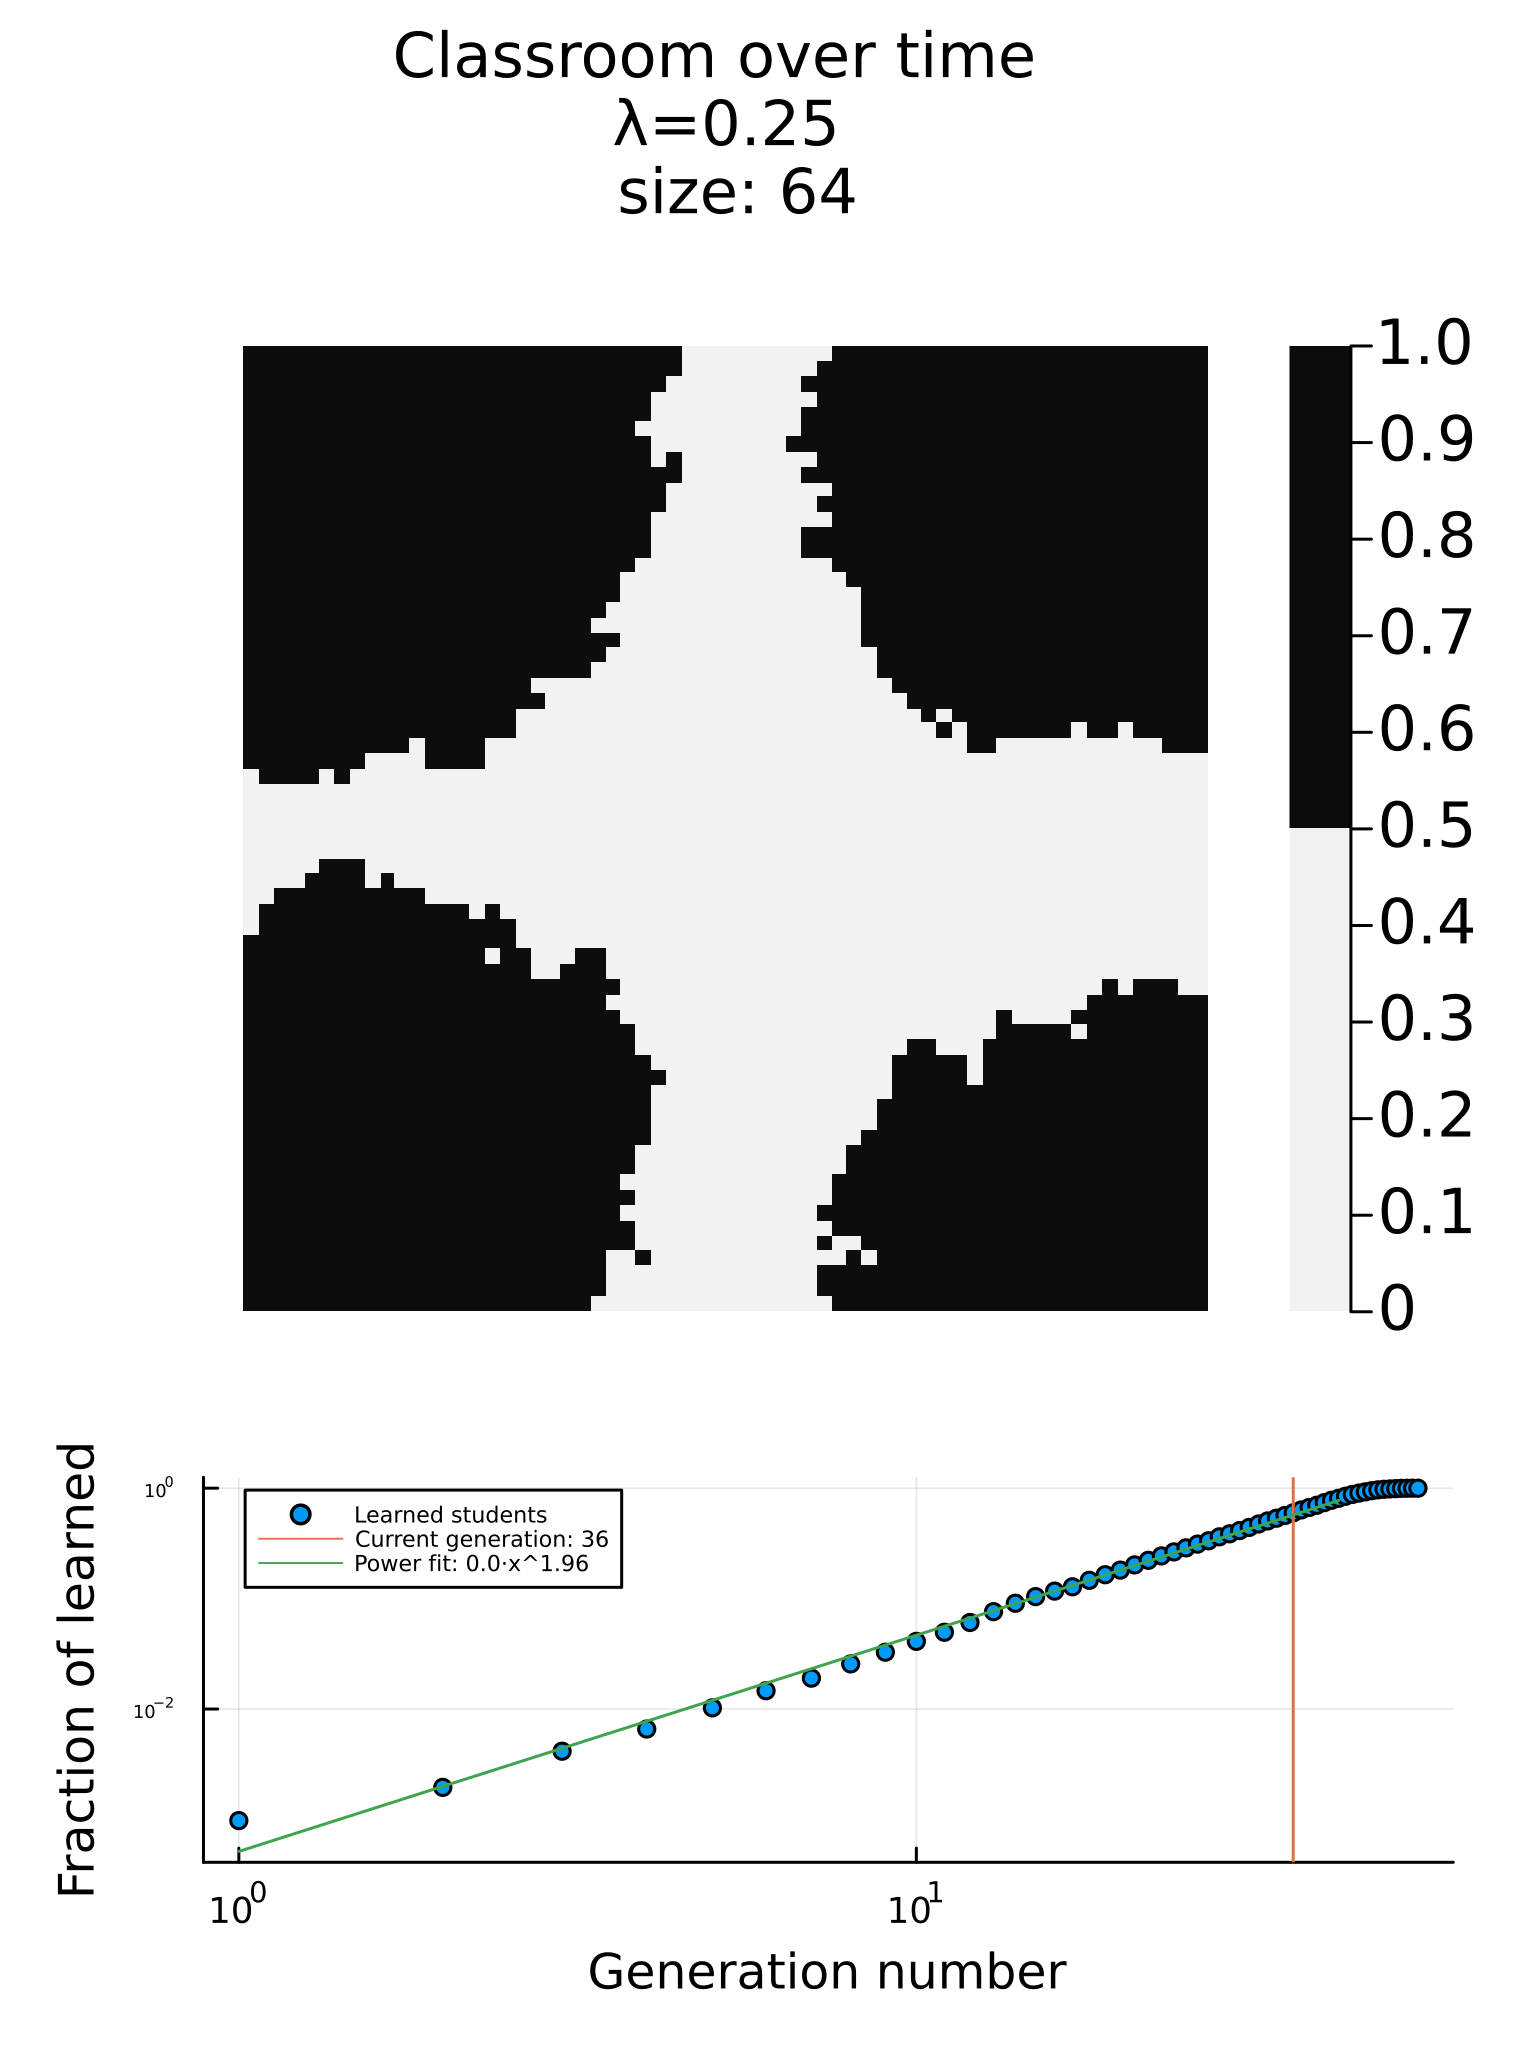 Classroom over time
λ=0.25
size: 64
1.0
0.9
0.8
0.7
0.6
0.5
0.4
0.3
0.2
0.1
0
Fraction of learned
10⁰
10⁻²
Learned students
Current generation: 36
Power fit: 0.0·x^1.96
10⁰
10¹
Generation number